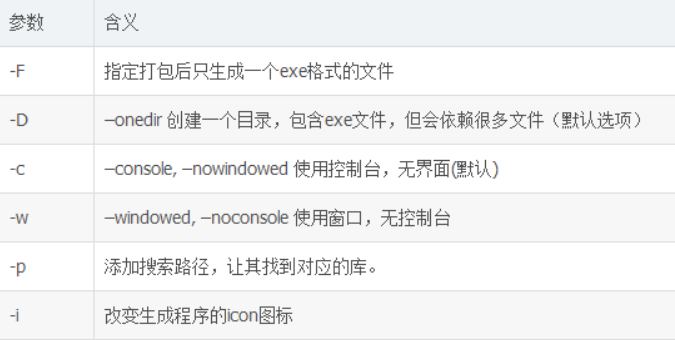 参数 含义
-F 指定打包后只生成一个exe格式的文件
-D –onedir 创建一个目录，包含exe文件，但会依赖很多文件（默认选项）
-c –console, –nowindowed 使用控制台，无界面(默认)
-w –windowed, –noconsole 使用窗口，无控制台
-p 添加搜索路径，让其找到对应的库。
-i 改变生成程序的icon图标